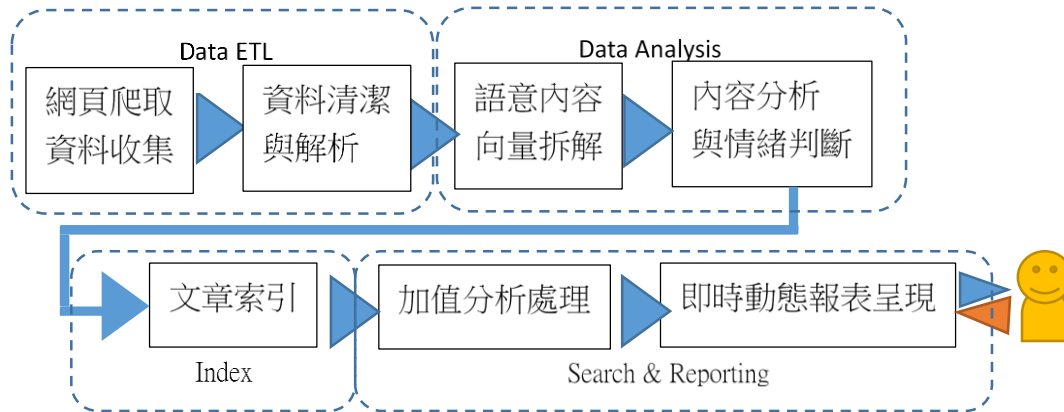 Data ETL
Data Analysis
網頁爬取
資料收集
資料清潔
與解析
語意內容
向量拆解
內容分析
與情緒判斷
文章索引
加值分析處理
即時動態報表呈現
Index
Search & Reporting